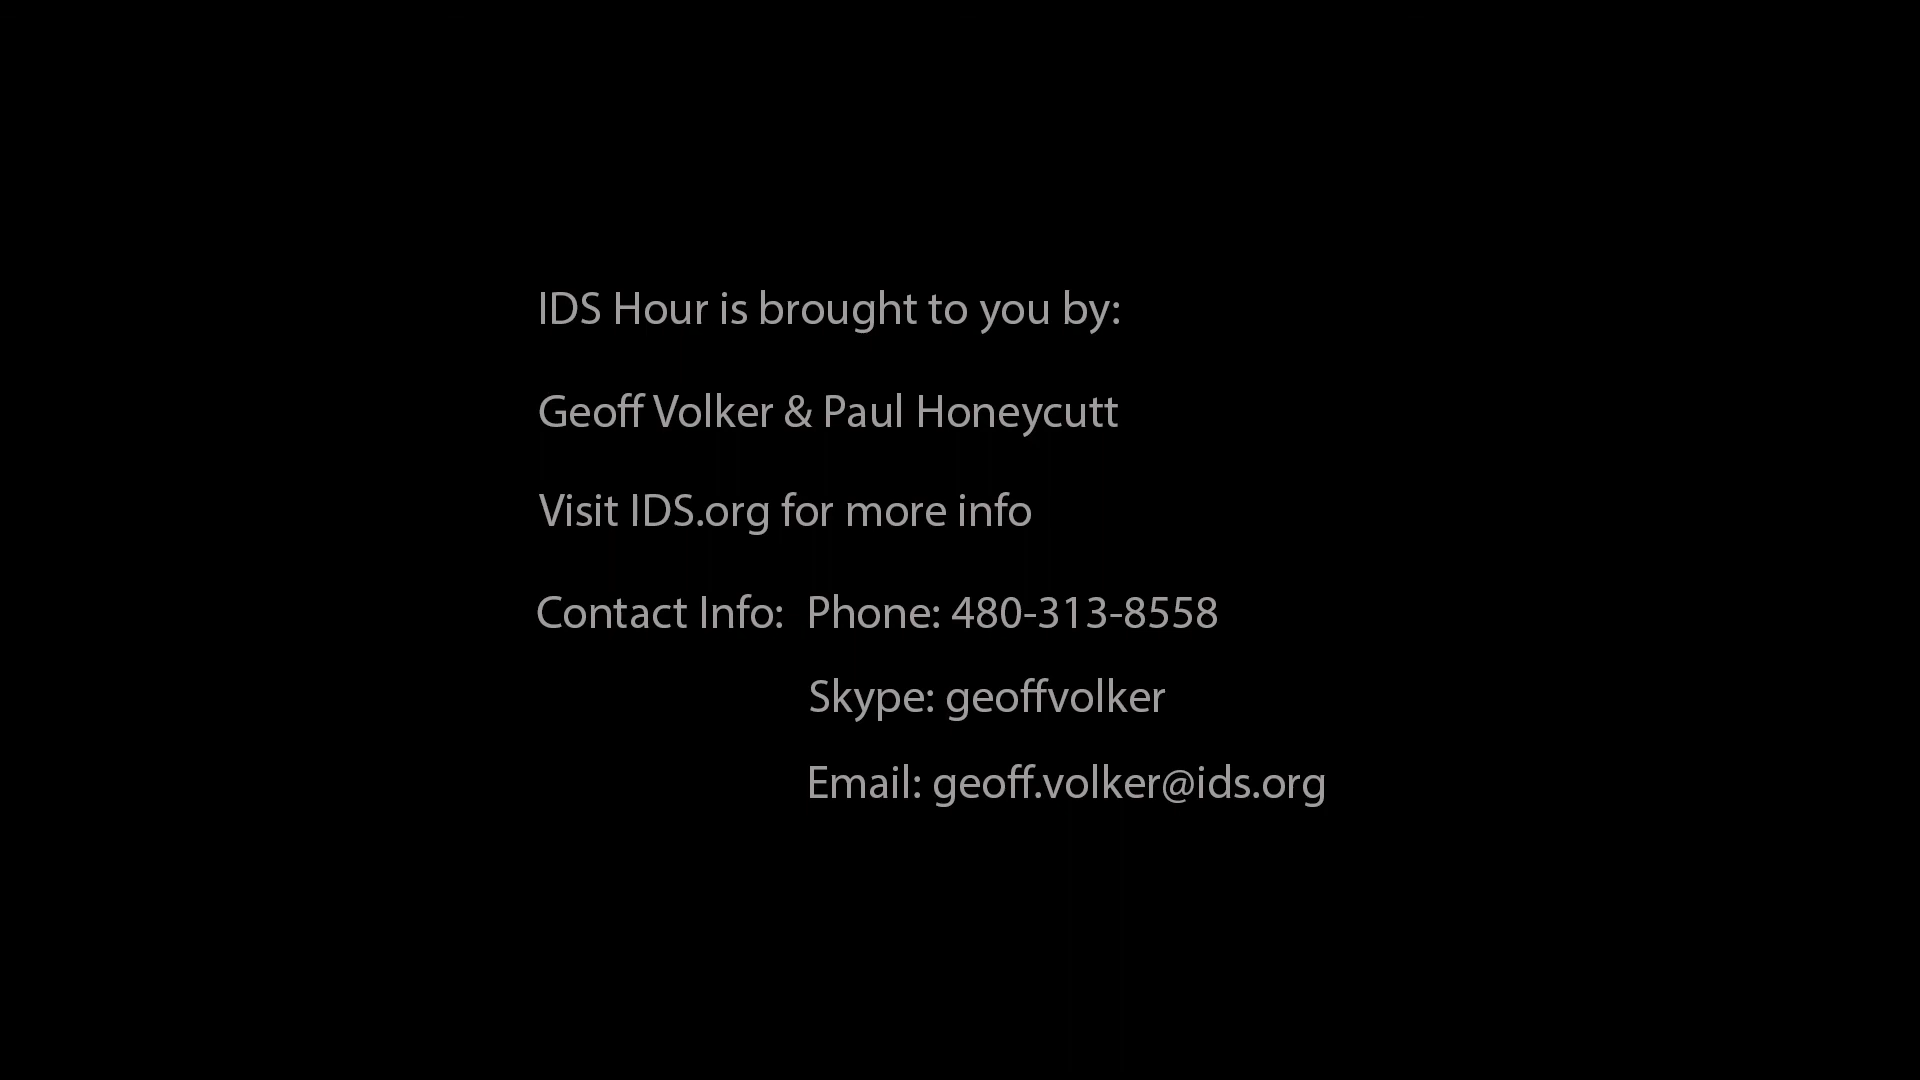 IDS Hour is brought to you by:
Geoff Volker & Paul Honeycutt
Visit IDS.org for more info
Contact Info: Phone: 480-313-8558
Skype: geoffvolker
Email: geoff.volker@ids.org